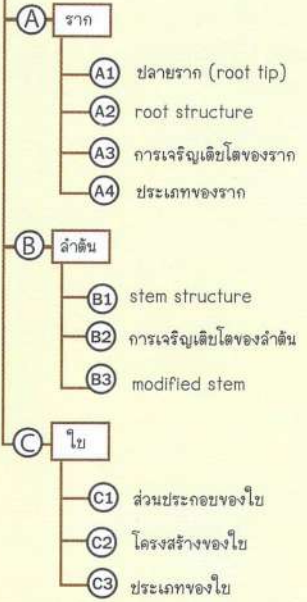 A ราก
A1 ปลายราก (root tip)
A2 root structure
A3 การเจริญเติบโตของราก
A4 ประเภทของราก
B ลำต้น
B1 stem structure
B2 การเจริญเติบโตของลำต้น
B3 modified stem
C ใบ
C1 ส่วนประกอบของใบ
C2 โครงสร้างของใบ
C3 ประเภทของใบ